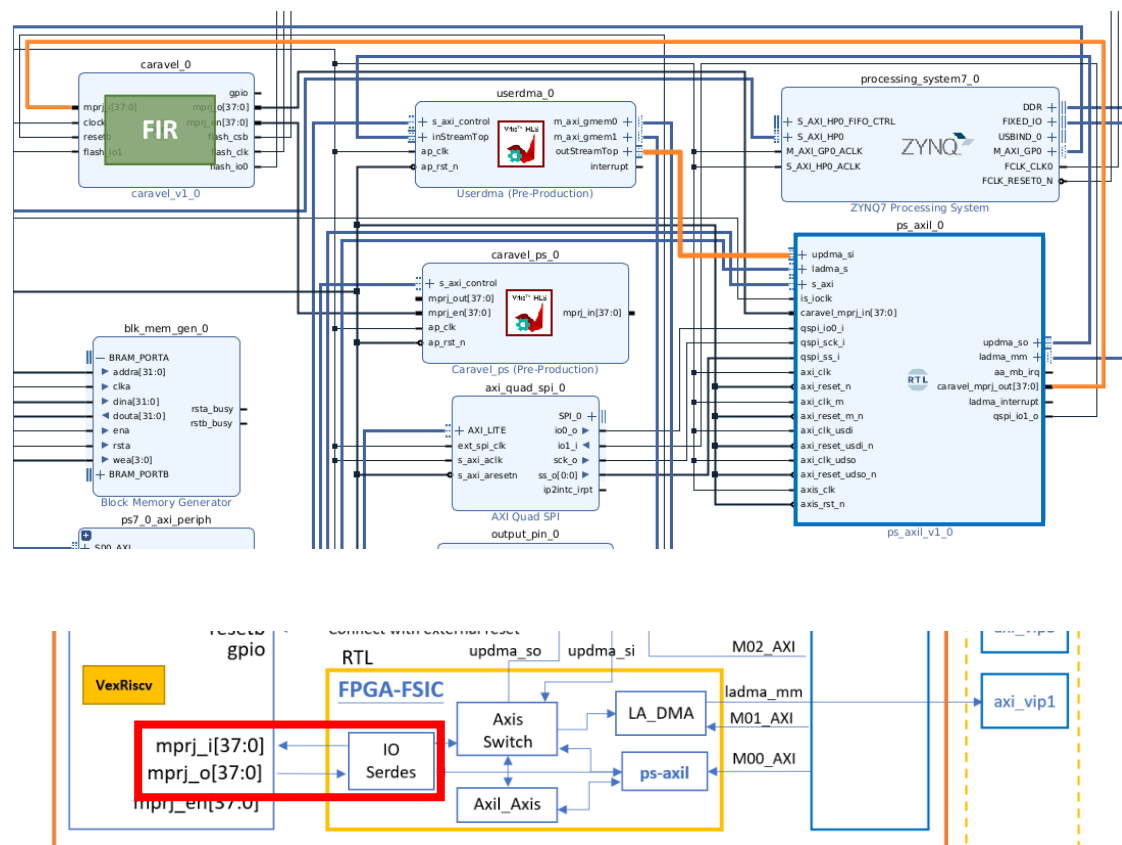 caravel_0
gpio
mprj_i[37:0]
mprj_o[37:0]
clock
mprj_en[37:0]
resetb
flash_csb
flash_io1
flash_clk
flash_io0
FIR
caravel_v1_0
userdma_0
s_axi_control
m_axi_gmem0
inStreamTop
m_axi_gmem1
ap_clk
outStreamTop
ap_rst_n
interrupt
Vitis™ HLS
Userdma (Pre-Production)
processing_system7_0
DDR
S_AXI_HP0_FIFO_CTRL
FIXED_IO
S_AXI_HP0
USBIND_0
M_AXI_GP0_ACLK
M_AXI_GP0
S_AXI_HP0_ACLK
FCLK_CLK0
FCLK_RESET0_N
ZYNQ
ZYNQ7 Processing System
caravel_ps_0
s_axi_control
mprj_out[37:0]
mprj_en[37:0]
mprj_in[37:0]
ap_clk
ap_rst_n
Vitis™ HLS
Caravel_ps (Pre-Production)
ps_axil_0
updma_si
ladma_s
s_axi
is_ioclk
caravel_mprj_in[37:0]
qspi_io0_i
qspi_sck_i
updma_so
qspi_ss_i
ladma_mm
axi_clk
aa_mb_irq
axi_reset_n
caravel_mprj_out[37:0]
axi_clk_m
ladma_interrupt
axi_reset_m_n
qspi_io1_o
axi_clk_usdi
axi_reset_usdi_n
axi_clk_udso
axi_reset_udso_n
axis_clk
axis_rst_n
RTL
ps_axil_v1_0
blk_mem_gen_0
BRAM_PORTA
addra[31:0]
clka
dina[31:0]
douta[31:0]
rsta_busy
ena
rstb_busy
rsta
wea[3:0]
BRAM_PORTB
Block Memory Generator
axi_quad_spi_0
SPI_0
AXI_LITE
io0_o
ext_spi_clk
io1_i
s_axi_aclk
sck_o
s_axi_aresetn
ss_o[0:0]
ip2intc_irpt
AXI Quad SPI
ps7_0_axi_periph
S00_AXI
output_pin_0
resetb
Connect with external reset
gpio
RTL
updma_so
updma_si
M02_AXI
VexRiscv
FPGA-FSIC
ladma_mm
LA_DMA
M01_AXI
axi_vip1
Axis
Switch
mprj_i[37:0]
IO
Serdes
mprj_o[37:0]
M00_AXI
ps-axil
mprj_en[37:0]
Axil_Axis